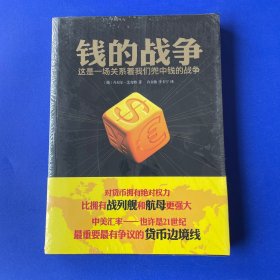 钱的战争
这是一场关系着我们兜中钱的战争
对货币拥有绝对权力
比拥有战列舰和航母更强大
中美汇率——也许是21世纪
最重要最有争议的货币边境线